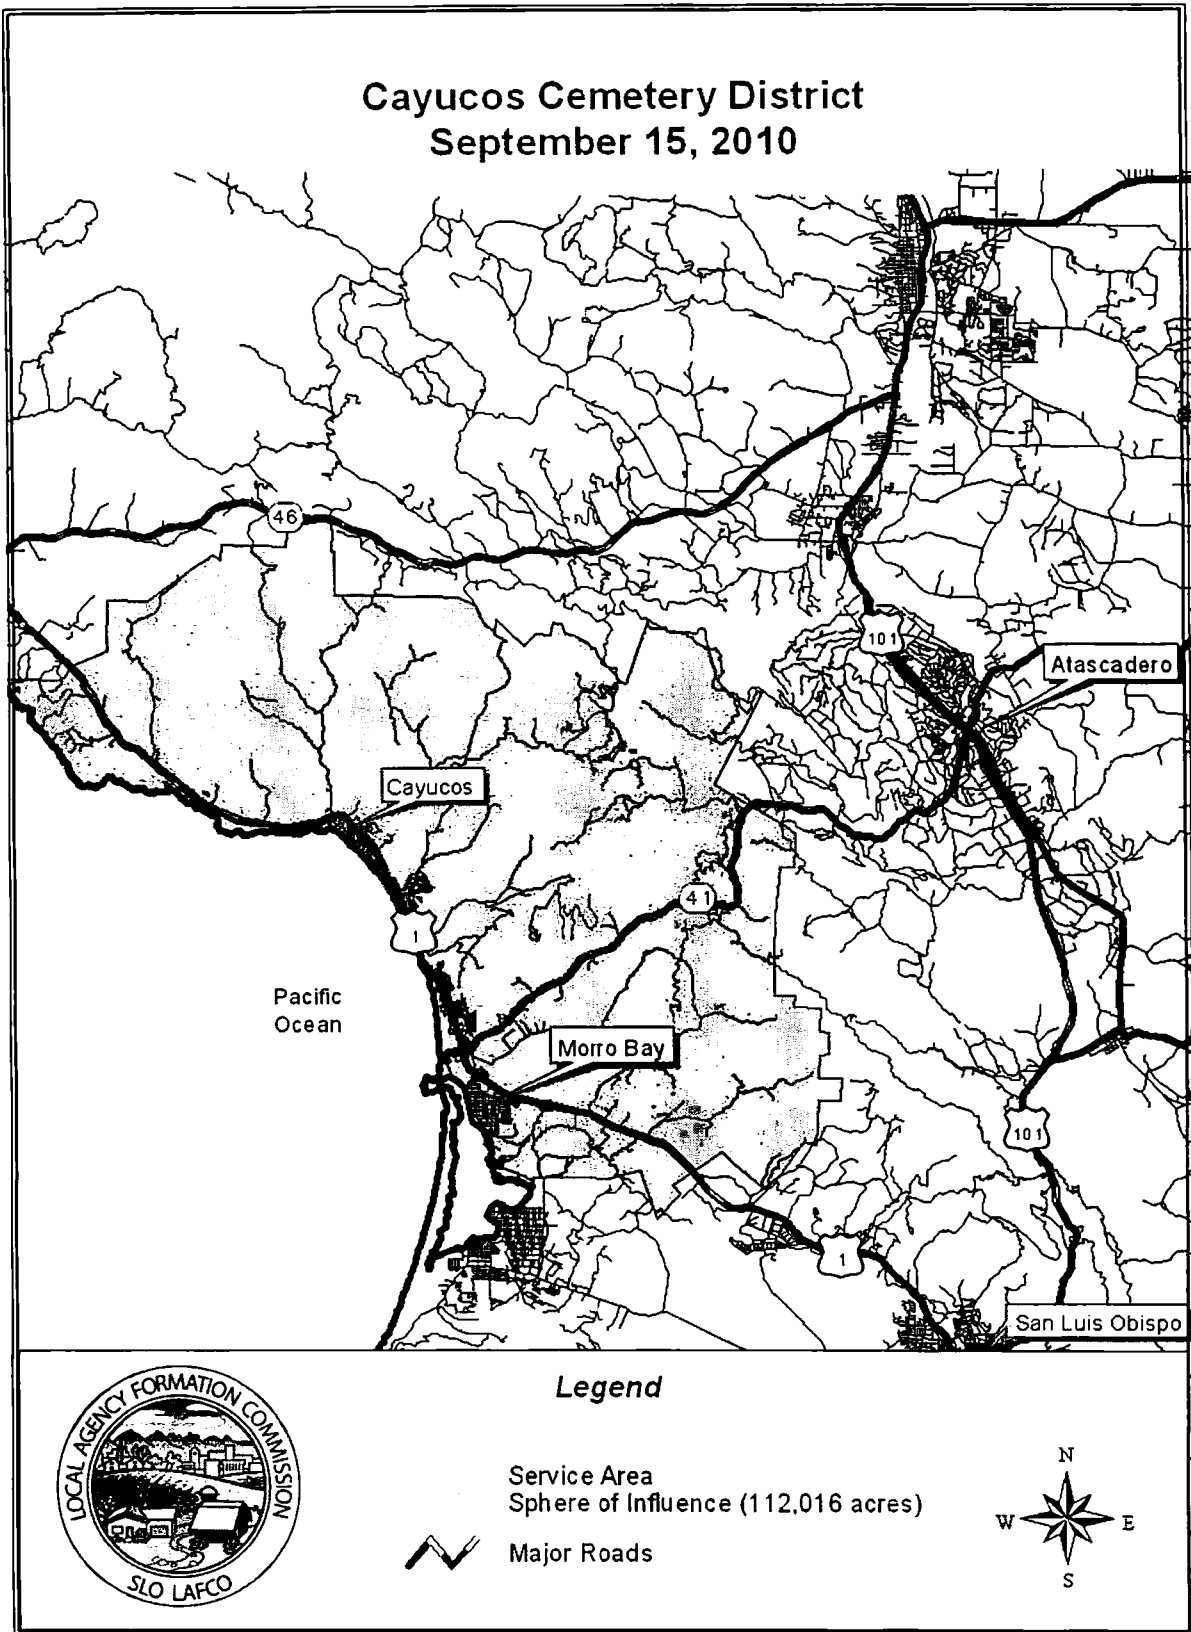 Cayucos Cemetery District
September 15, 2010
46
101
Atascadero
Cayucos
41
1
Pacific
Ocean
Morro Bay
101
1
San Luis Obispo
Legend
LOCAL AGENCY FORMATION COMMISSION
SLO LAFCO
Service Area
Sphere of Influence (112,016 acres)
Major Roads
N
W
E
S